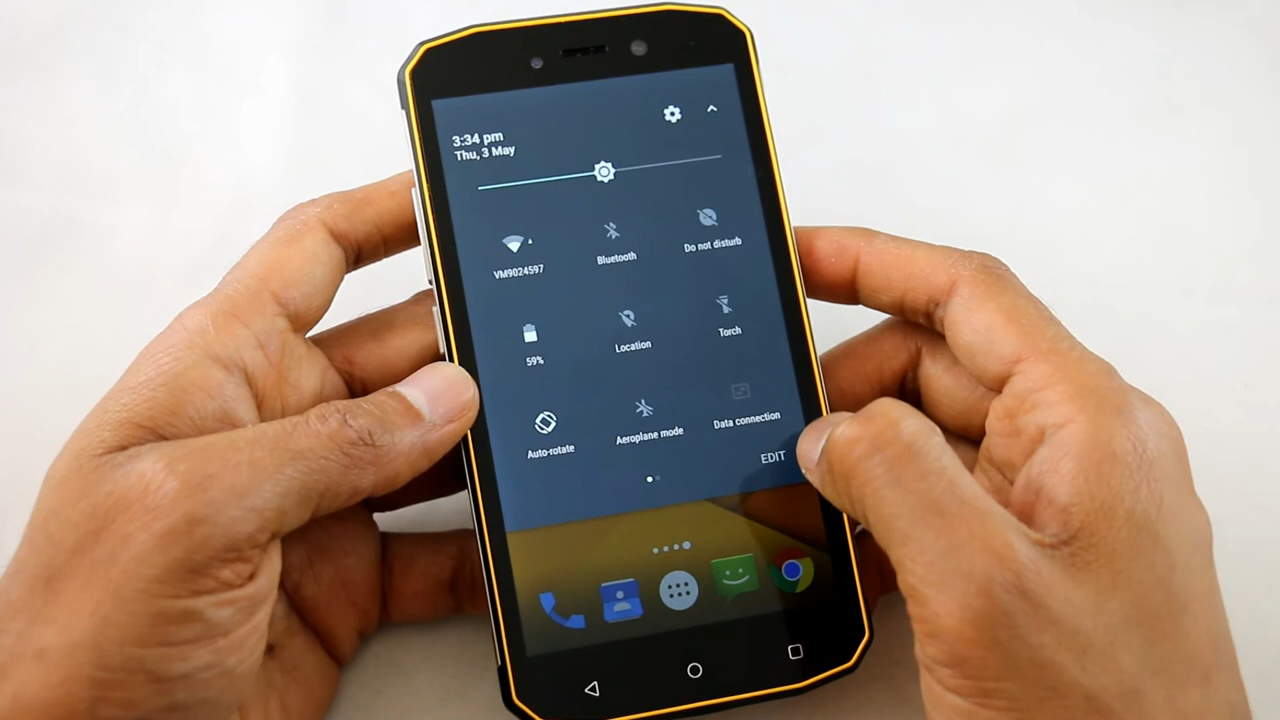 3:34 pm
Thu, 3 May
VM9024597
Bluetooth
Do not disturb
59%
Location
Torch
Auto-rotate
Aeroplane mode
Data connection
EDIT